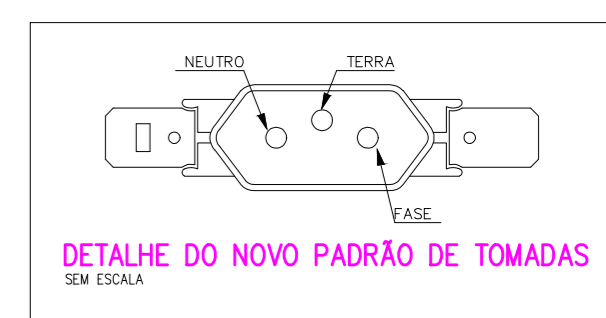 NEUTRO
TERRA
FASE
DETALHE DO NOVO PADRÃO DE TOMADAS
SEM ESCALA